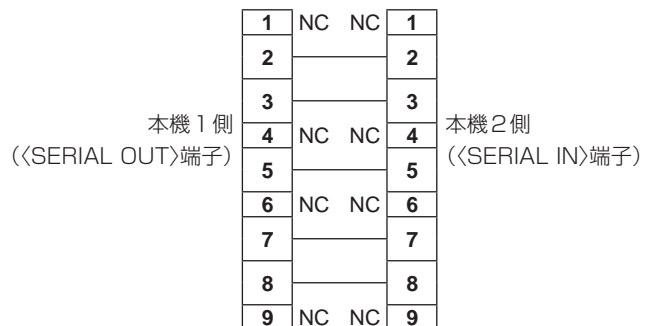 1 NC NC 1
2 2
3 3
本機1側
(〈SERIAL OUT〉端子)
4 NC NC 4
本機2側
(〈SERIAL IN〉端子)
5 5
6 NC NC 6
7 7
8 8
9 NC NC 9